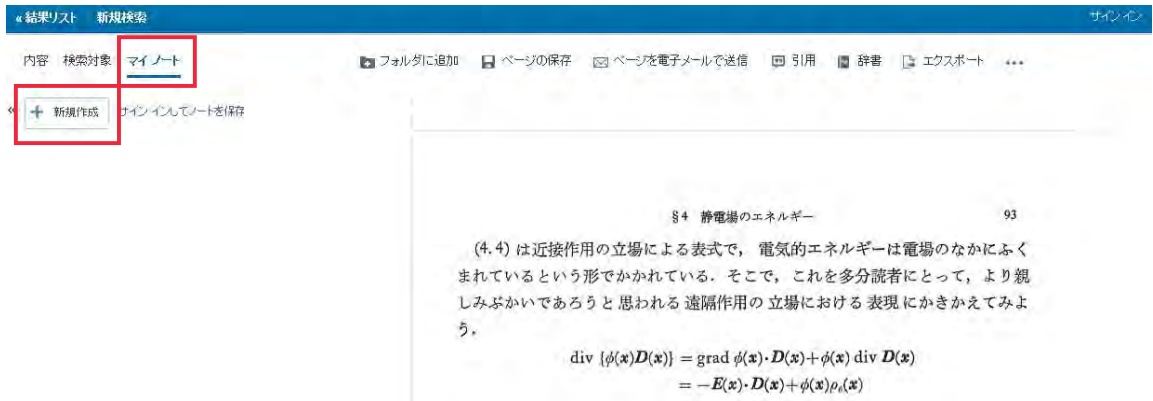 «結果リスト 新規検索 サインイン
内容 検索対象 マイノート フォルダに追加 ページの保存 ページを電子メールで送信 引用 辞書 エクスポート •••
« + 新規作成 サインインしてノートを保存
§4 静電場のエネルギー 93
(4.4) は近接作用の立場による表式で, 電気的エネルギーは電場のなかにふく
まれているという形でかかれている. そこで, これを多分読者にとって, より親
しみぶかいであろうと思われる遠隔作用の立場における表現にかきかえてみよ
う.
div {ϕ(x)D(x)} = grad ϕ(x)·D(x)+ϕ(x) div D(x)
= −E(x)·D(x)+ϕ(x)ρₑ(x)